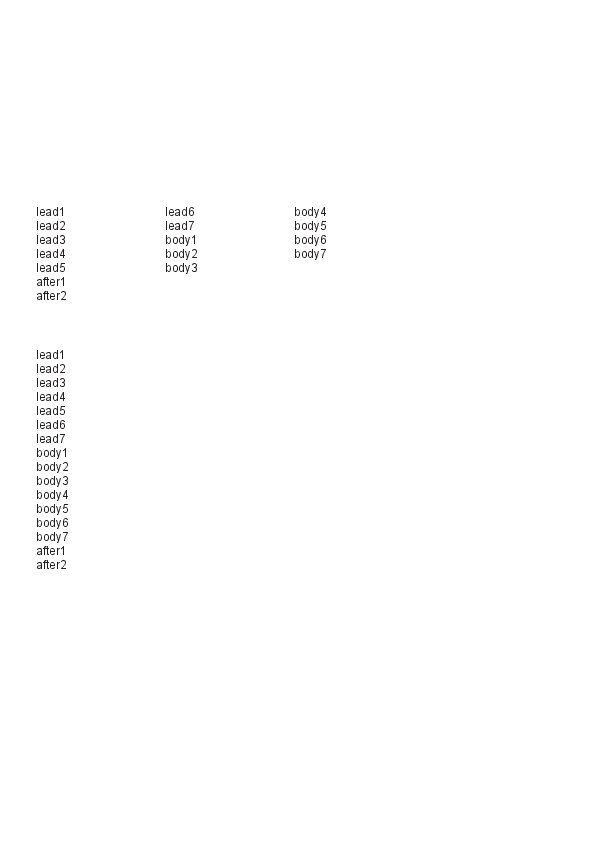 lead1
lead2
lead3
lead4
lead5
lead6
lead7
body1
body2
body3
body4
body5
body6
body7
after1
after2
lead1
lead2
lead3
lead4
lead5
lead6
lead7
body1
body2
body3
body4
body5
body6
body7
after1
after2